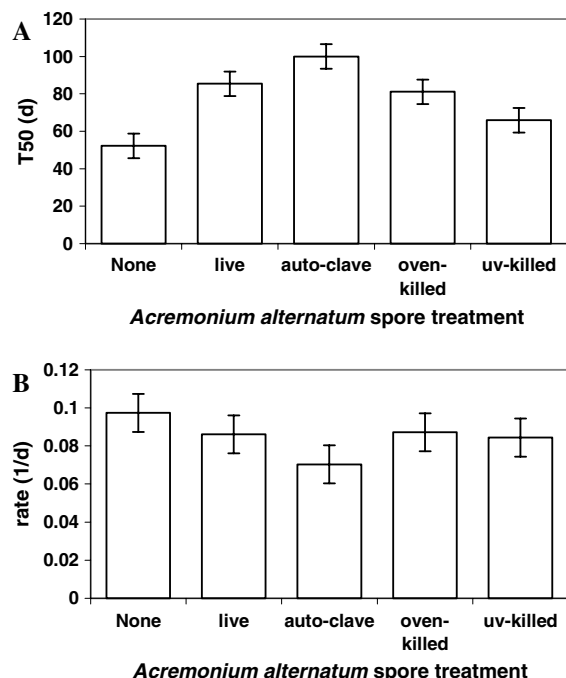 A
T50 (d)
120
100
80
60
40
20
0
None live auto-clave oven-killed uv-killed
Acremonium alternatum spore treatment
B
rate (1/d)
0.12
0.1
0.08
0.06
0.04
0.02
0
None live auto-clave oven-killed uv-killed
Acremonium alternatum spore treatment